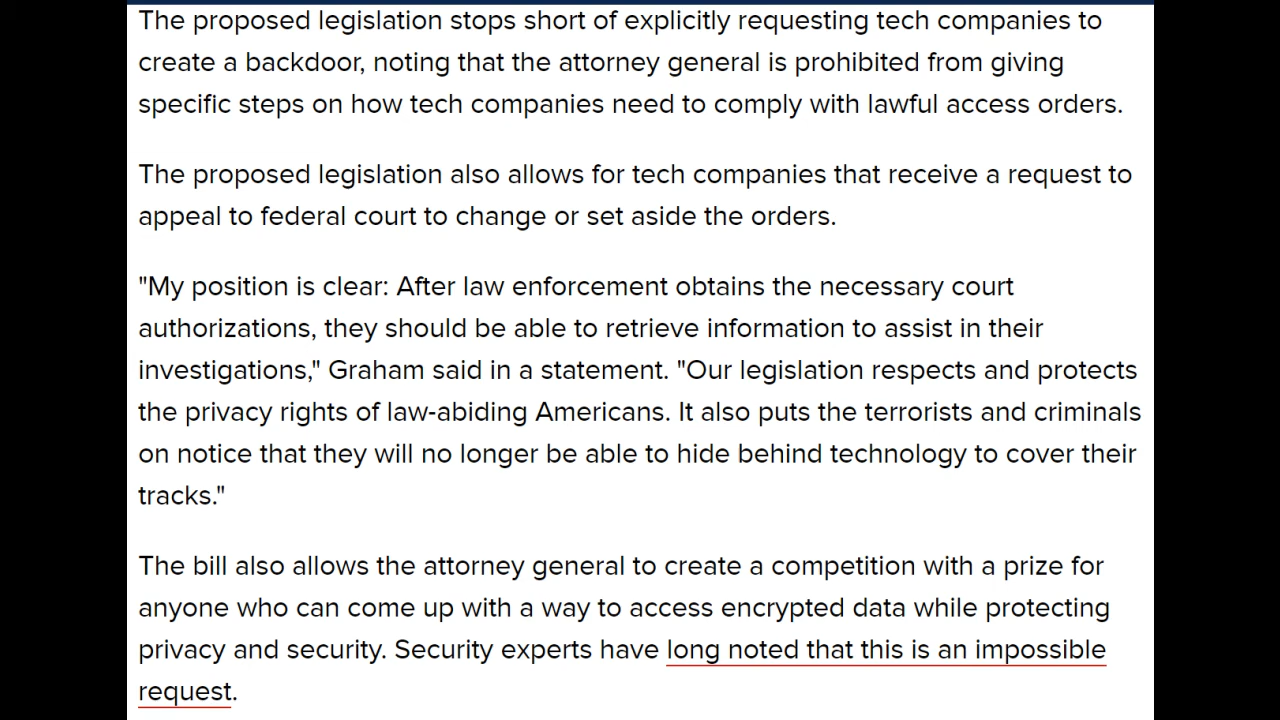 The proposed legislation stops short of explicitly requesting tech companies to
create a backdoor, noting that the attorney general is prohibited from giving
specific steps on how tech companies need to comply with lawful access orders.
The proposed legislation also allows for tech companies that receive a request to
appeal to federal court to change or set aside the orders.
"My position is clear: After law enforcement obtains the necessary court
authorizations, they should be able to retrieve information to assist in their
investigations," Graham said in a statement. "Our legislation respects and protects
the privacy rights of law-abiding Americans. It also puts the terrorists and criminals
on notice that they will no longer be able to hide behind technology to cover their
tracks."
The bill also allows the attorney general to create a competition with a prize for
anyone who can come up with a way to access encrypted data while protecting
privacy and security. Security experts have long noted that this is an impossible
request.